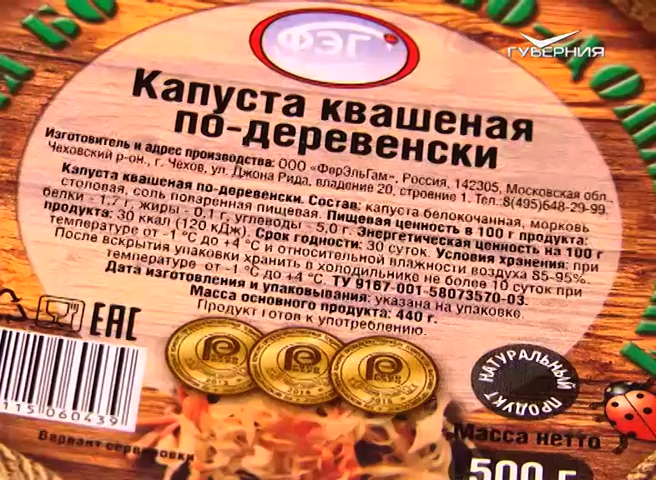 ГУБЕРНИЯ
ФЭГ
Капуста квашеная
по-деревенски
Изготовитель и адрес производства: ООО «ФерЭльГам», Россия, 142305, Московская обл.,
Чеховский р-он., г. Чехов, ул. Джона Рида, владение 20, строение 1. Тел.:8(495)648-29-99.
Капуста квашеная по-деревенски. Состав: капуста белокочанная, морковь
столовая, соль поваренная пищевая. Пищевая ценность в 100 г продукта:
белки - 1,7 г, жиры - 0,1 г, углеводы - 5,0 г. Энергетическая ценность на 100 г
продукта: 30 ккал (120 кДж). Срок годности: 30 суток. Условия хранения: при
температуре от -1 °С до +4 °С и относительной влажности воздуха 85-95%.
После вскрытия упаковки хранить в холодильнике не более 10 суток при
температуре от -1 °С до +4 °С. ТУ 9167-001-58073570-03.
Дата изготовления и упаковывания: указана на упаковке.
Масса основного продукта: 440 г.
Продукт готов к употреблению.
EAC
НАТУРАЛЬНЫЙ
ПРОДУКТ
115 060439
Вариант сервировки
Масса нетто
500 г